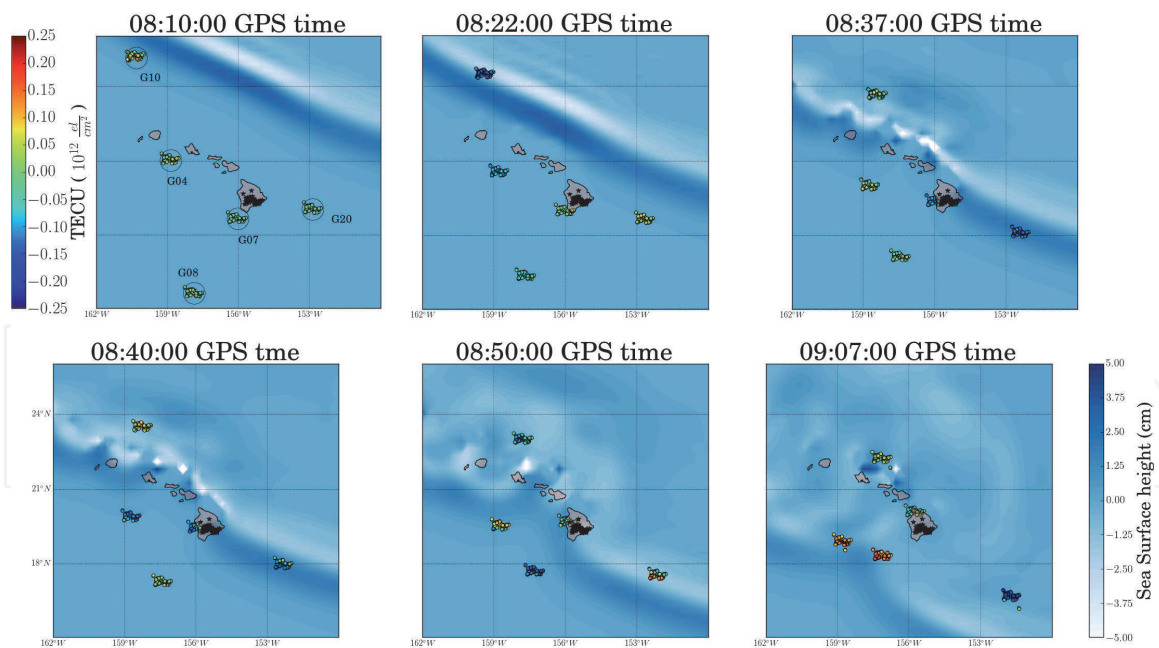 08:10:00 GPS time
08:22:00 GPS time
08:37:00 GPS time
0.25
0.20
0.15
0.10
0.05
0.00
−0.05
−0.10
−0.15
−0.20
−0.25
TECU ( 10^12 el/cm^2 )
G10
G04
G07
G20
G08
162°W
159°W
156°W
153°W
159°W
156°W
153°W
162°W
159°W
156°W
153°W
08:40:00 GPS tme
08:50:00 GPS time
09:07:00 GPS time
24°N
21°N
18°N
162°W
159°W
156°W
153°W
162°W
159°W
156°W
153°W
162°W
159°W
156°W
153°W
5.00
3.75
2.50
1.25
0.00
−1.25
−2.50
−3.75
−5.00
Sea Surface height (cm)